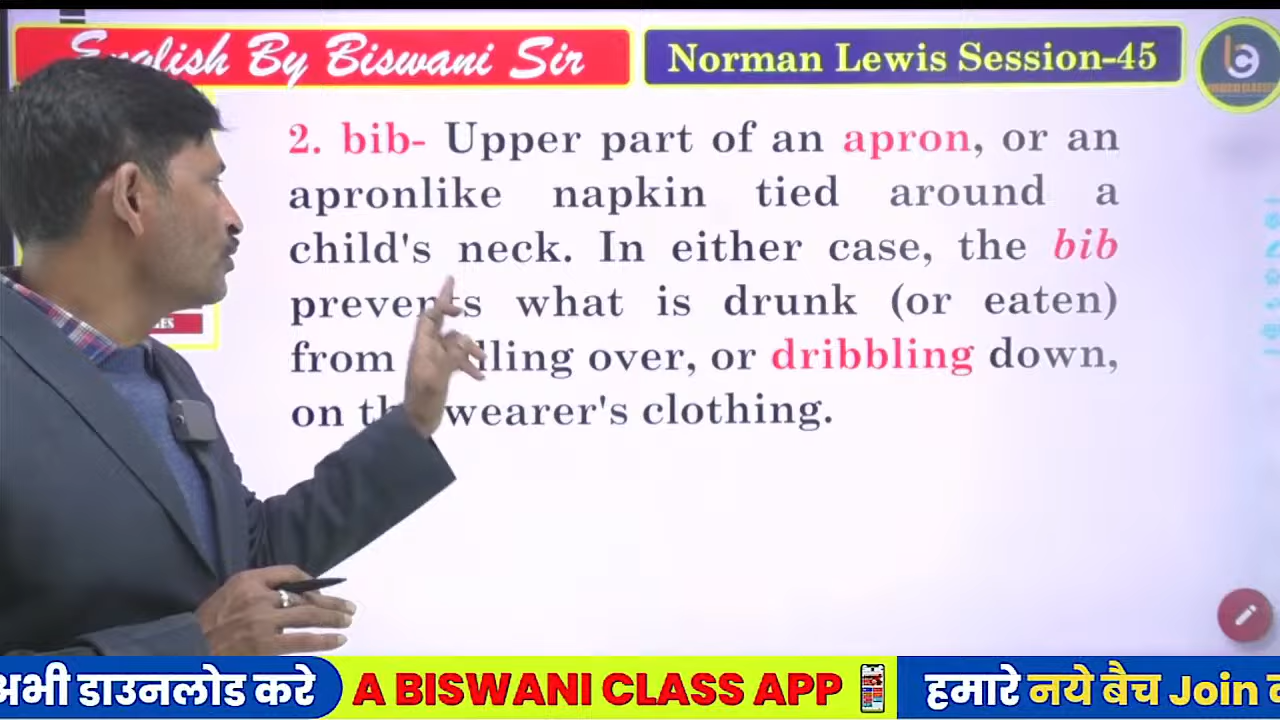 English By Biswani Sir
Norman Lewis Session-45
2. bib- Upper part of an apron, or an
apronlike napkin tied around a
child's neck. In either case, the bib
prevents what is drunk (or eaten)
from over, or dribbling down,
on wearer's clothing.
अभी डाउनलोड करे
A BISWANI CLASS APP
हमारे नये बैच Join